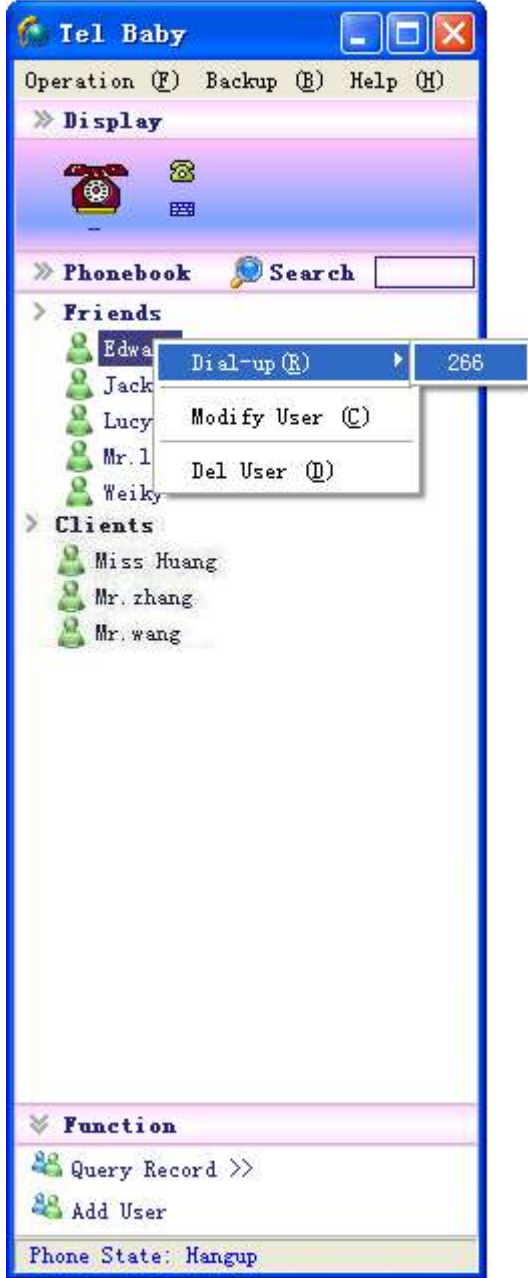 Tel Baby
Operation (F) Backup (B) Help (H)
Display
Phonebook Search
Friends
Dial-up(R) 266
Jack
Lucy
Modify User (C)
Del User (D)
Weiky
Clients
Miss Huang
Mr.zhang
Mr.wang
Function
Query Record >>
Add User
Phone State: Hangup